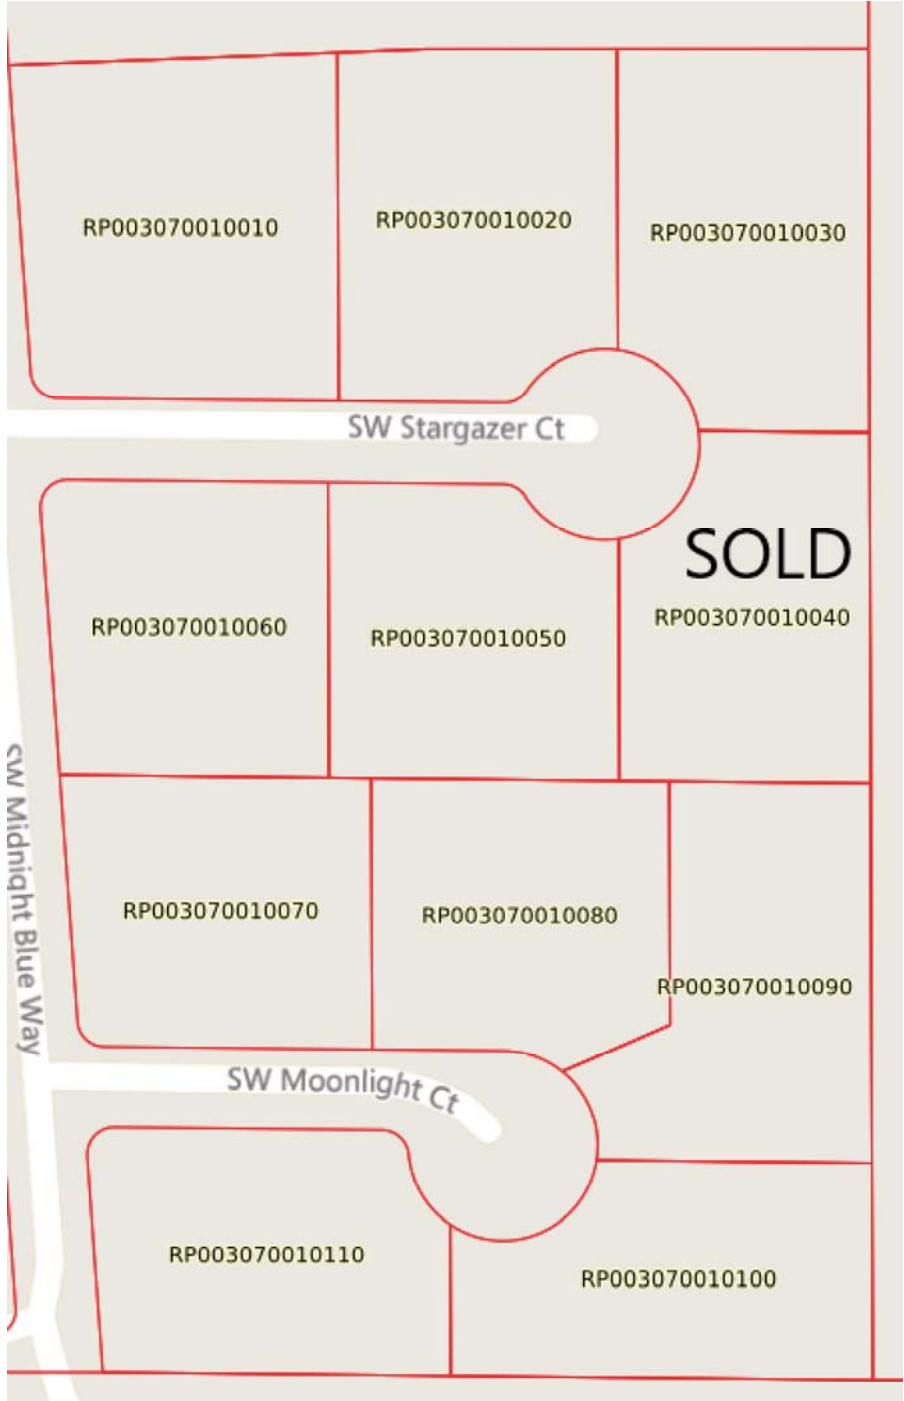 RP003070010010
RP003070010020
RP003070010030
SW Stargazer Ct
SOLD
RP003070010040
RP003070010060
RP003070010050
SW Midnight Blue Way
RP003070010070
RP003070010080
RP003070010090
SW Moonlight Ct
RP003070010110
RP003070010100